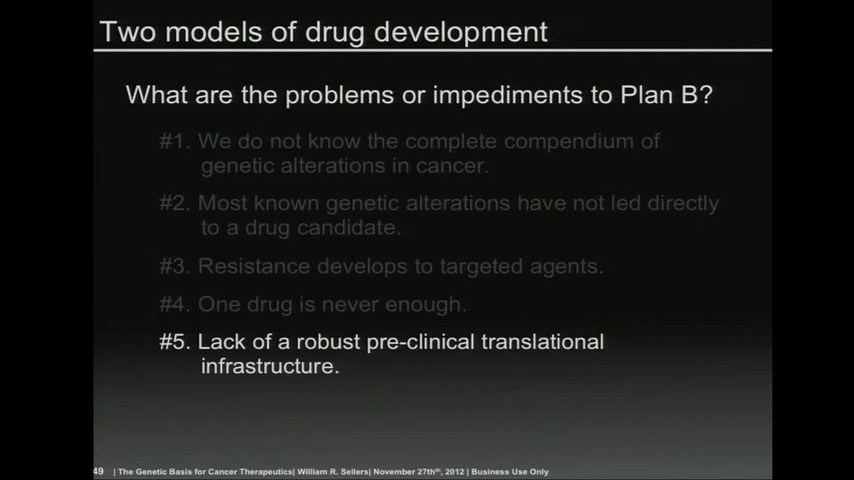 Two models of drug development
What are the problems or impediments to Plan B?
#1. We do not know the complete compendium of
genetic alterations in cancer.
#2. Most known genetic alterations have not led directly
to a drug candidate.
#3. Resistance develops to targeted agents.
#4. One drug is never enough.
#5. Lack of a robust pre-clinical translational
infrastructure.
49 | The Genetic Basis for Cancer Therapeutics| William R. Sellers| November 27thth, 2012 | Business Use Only